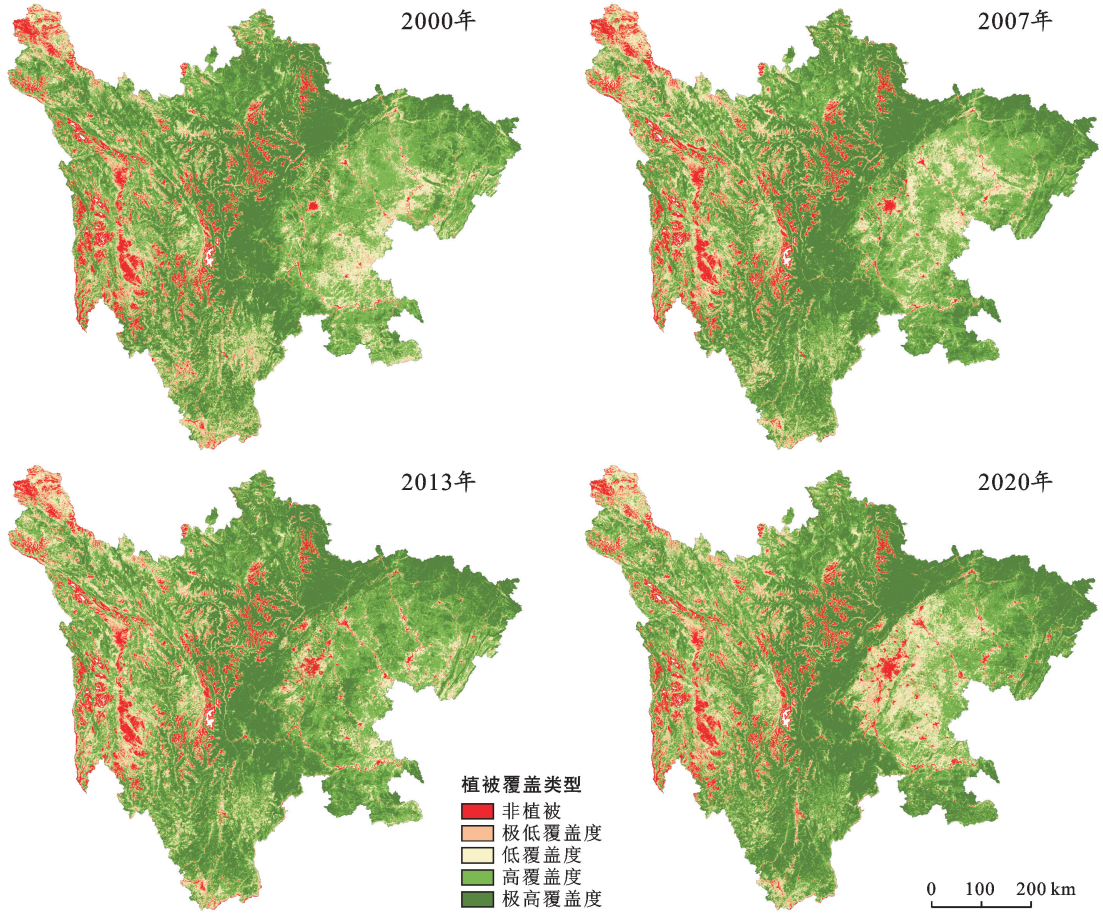 2000年
2007年
2013年
2020年
植被覆盖类型
非植被
极低覆盖度
低覆盖度
高覆盖度
极高覆盖度
0 100 200 km